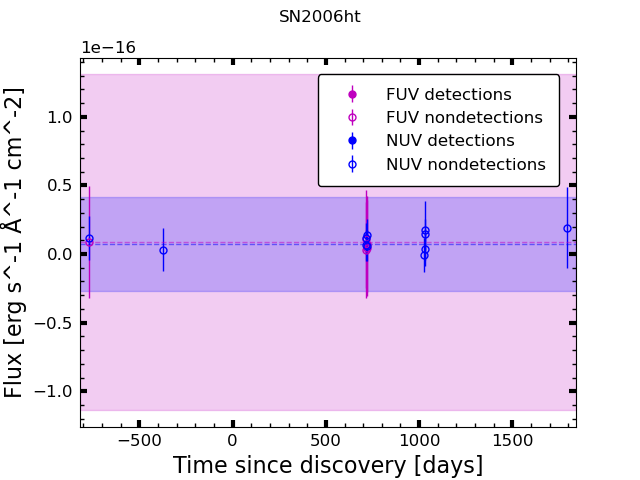 SN2006ht
1e−16
FUV detections
FUV nondetections
NUV detections
NUV nondetections
1.0
0.5
0.0
−0.5
−1.0
Flux [erg s^-1 Å^-1 cm^-2]
−500
0
500
1000
1500
Time since discovery [days]